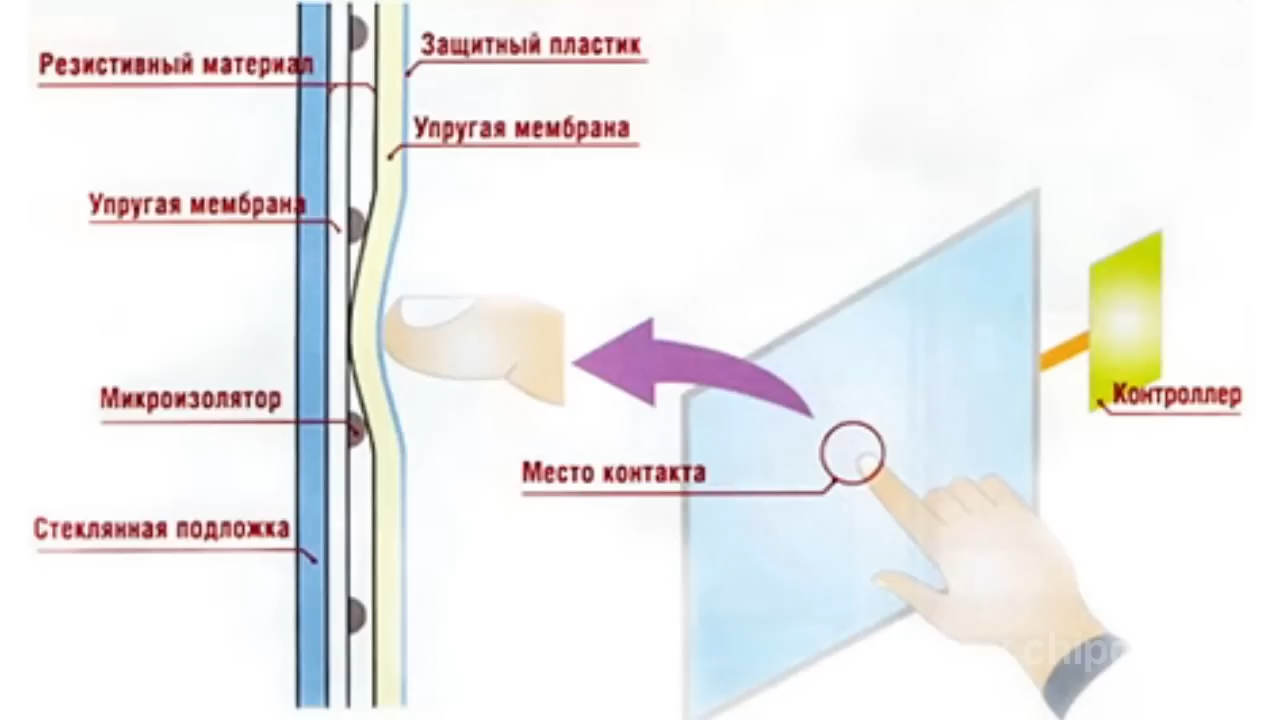 Защитный пластик
Резистивный материал
Упругая мембрана
Упругая мембрана
Микроизолятор
Контроллер
Место контакта
Стеклянная подложка